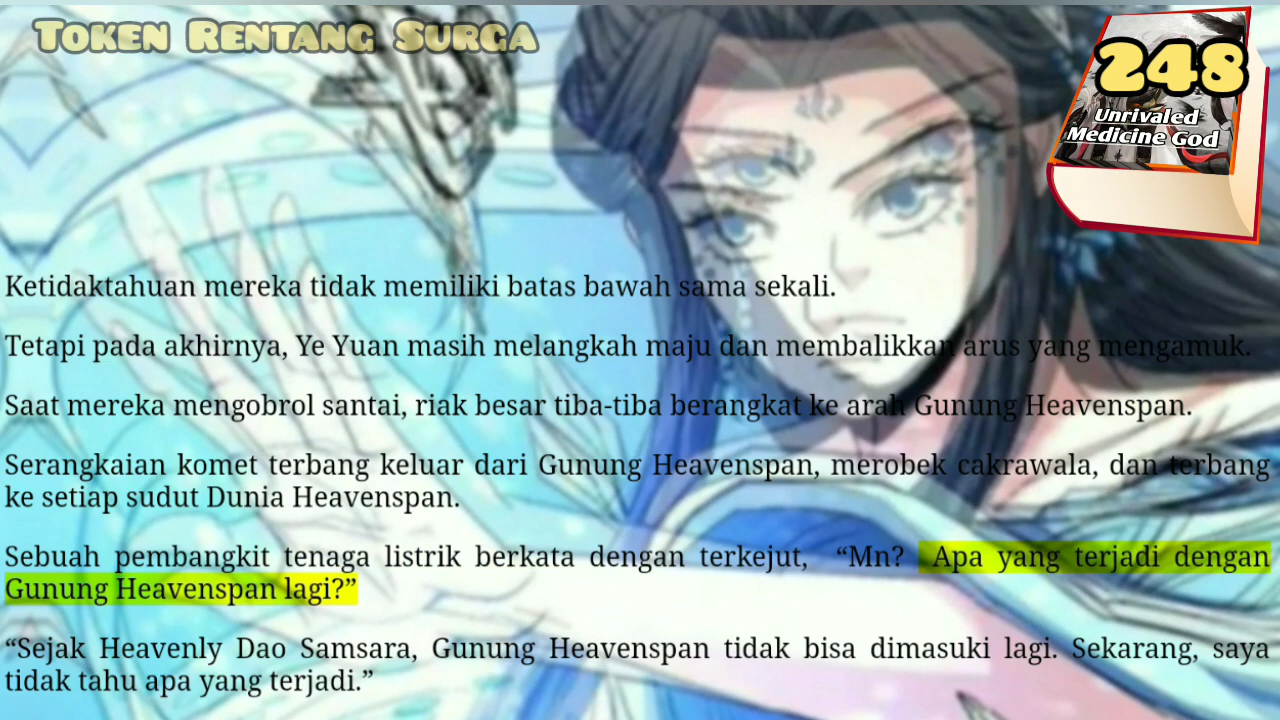 Token Rentang Surga
248
Unrivaled
Medicine God
Ketidaktahuan mereka tidak memiliki batas bawah sama sekali.
Tetapi pada akhirnya, Ye Yuan masih melangkah maju dan membalikkan arus yang mengamuk.
Saat mereka mengobrol santai, riak besar tiba-tiba berangkat ke arah Gunung Heavenspan.
Serangkaian komet terbang keluar dari Gunung Heavenspan, merobek cakrawala, dan terbang
ke setiap sudut Dunia Heavenspan.
Sebuah pembangkit tenaga listrik berkata dengan terkejut, “Mn? Apa yang terjadi dengan
Gunung Heavenspan lagi?”
“Sejak Heavenly Dao Samsara, Gunung Heavenspan tidak bisa dimasuki lagi. Sekarang, saya
tidak tahu apa yang terjadi.”